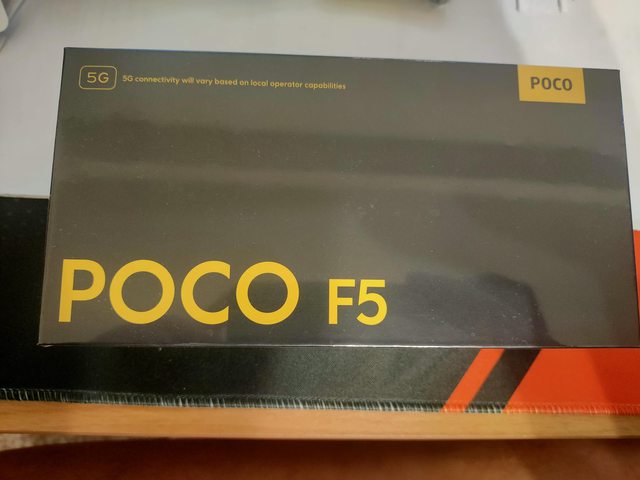 5G 5G connectivity will vary based on local operator capabilities
POCO
POCO F5